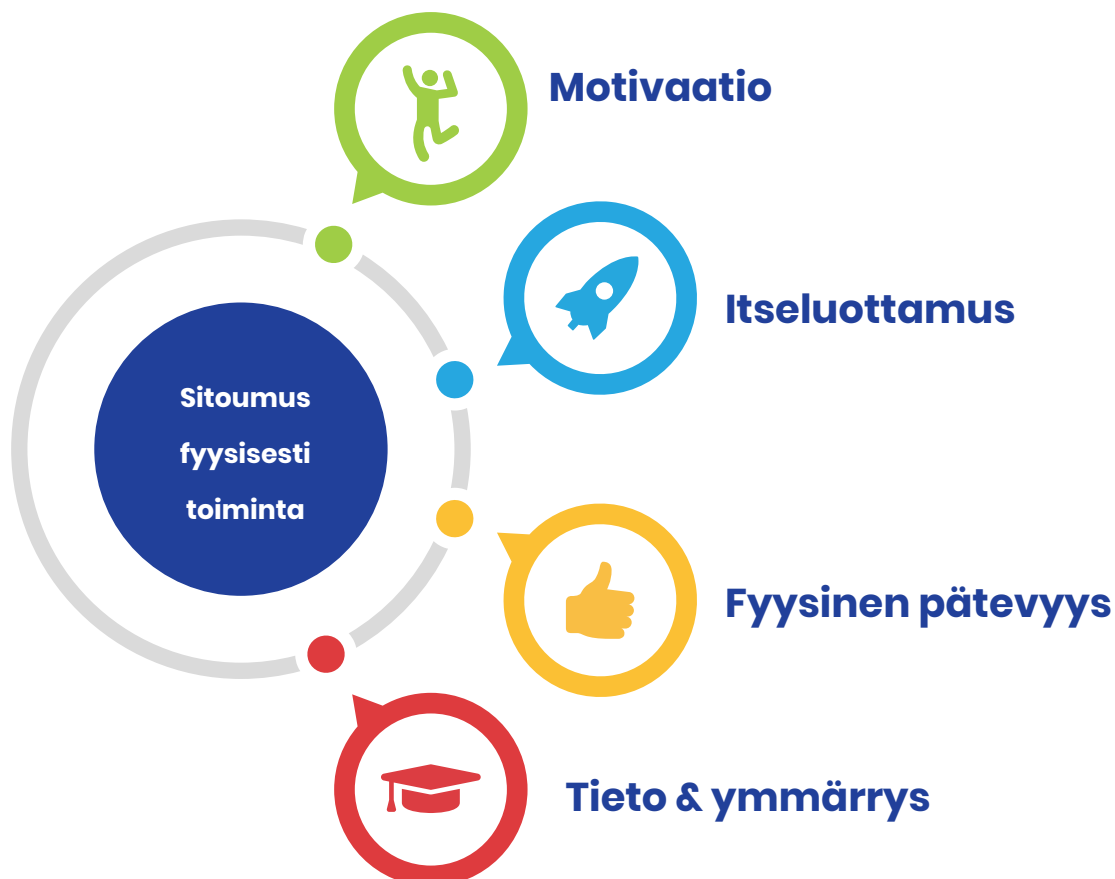 Motivaatio
Itseluottamus
Sitoumus
fyysisesti
toiminta
Fyysinen pätevyys
Tieto & ymmärrys